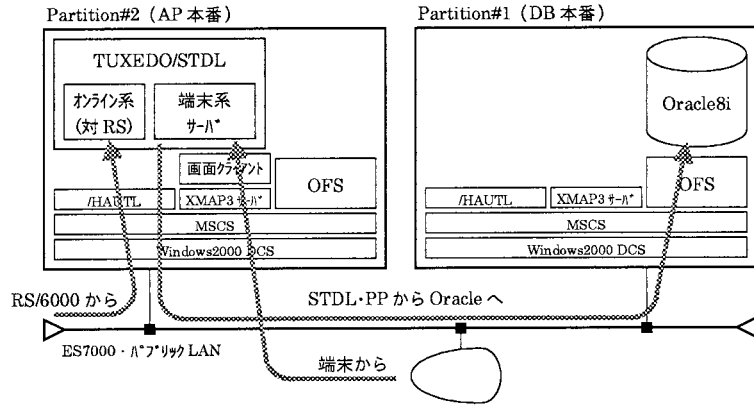 Partition#2（AP 本番）
TUXEDO/STDL
ｵﾝﾗｲﾝ系
(対 RS)
端末系
ｻｰﾊﾞ
画面ｸﾗｲｱﾝﾄ
OFS
/HAUTL
XMAP3 ｻｰﾊﾞ
MSCS
Windows2000 DCS
Partition#1（DB 本番）
Oracle8i
OFS
/HAUTL
XMAP3 ｻｰﾊﾞ
MSCS
Windows2000 DCS
RS/6000 から
STDL･PP から Oracle へ
ES7000・ﾊﾟﾌﾞﾘｯｸ LAN
端末から